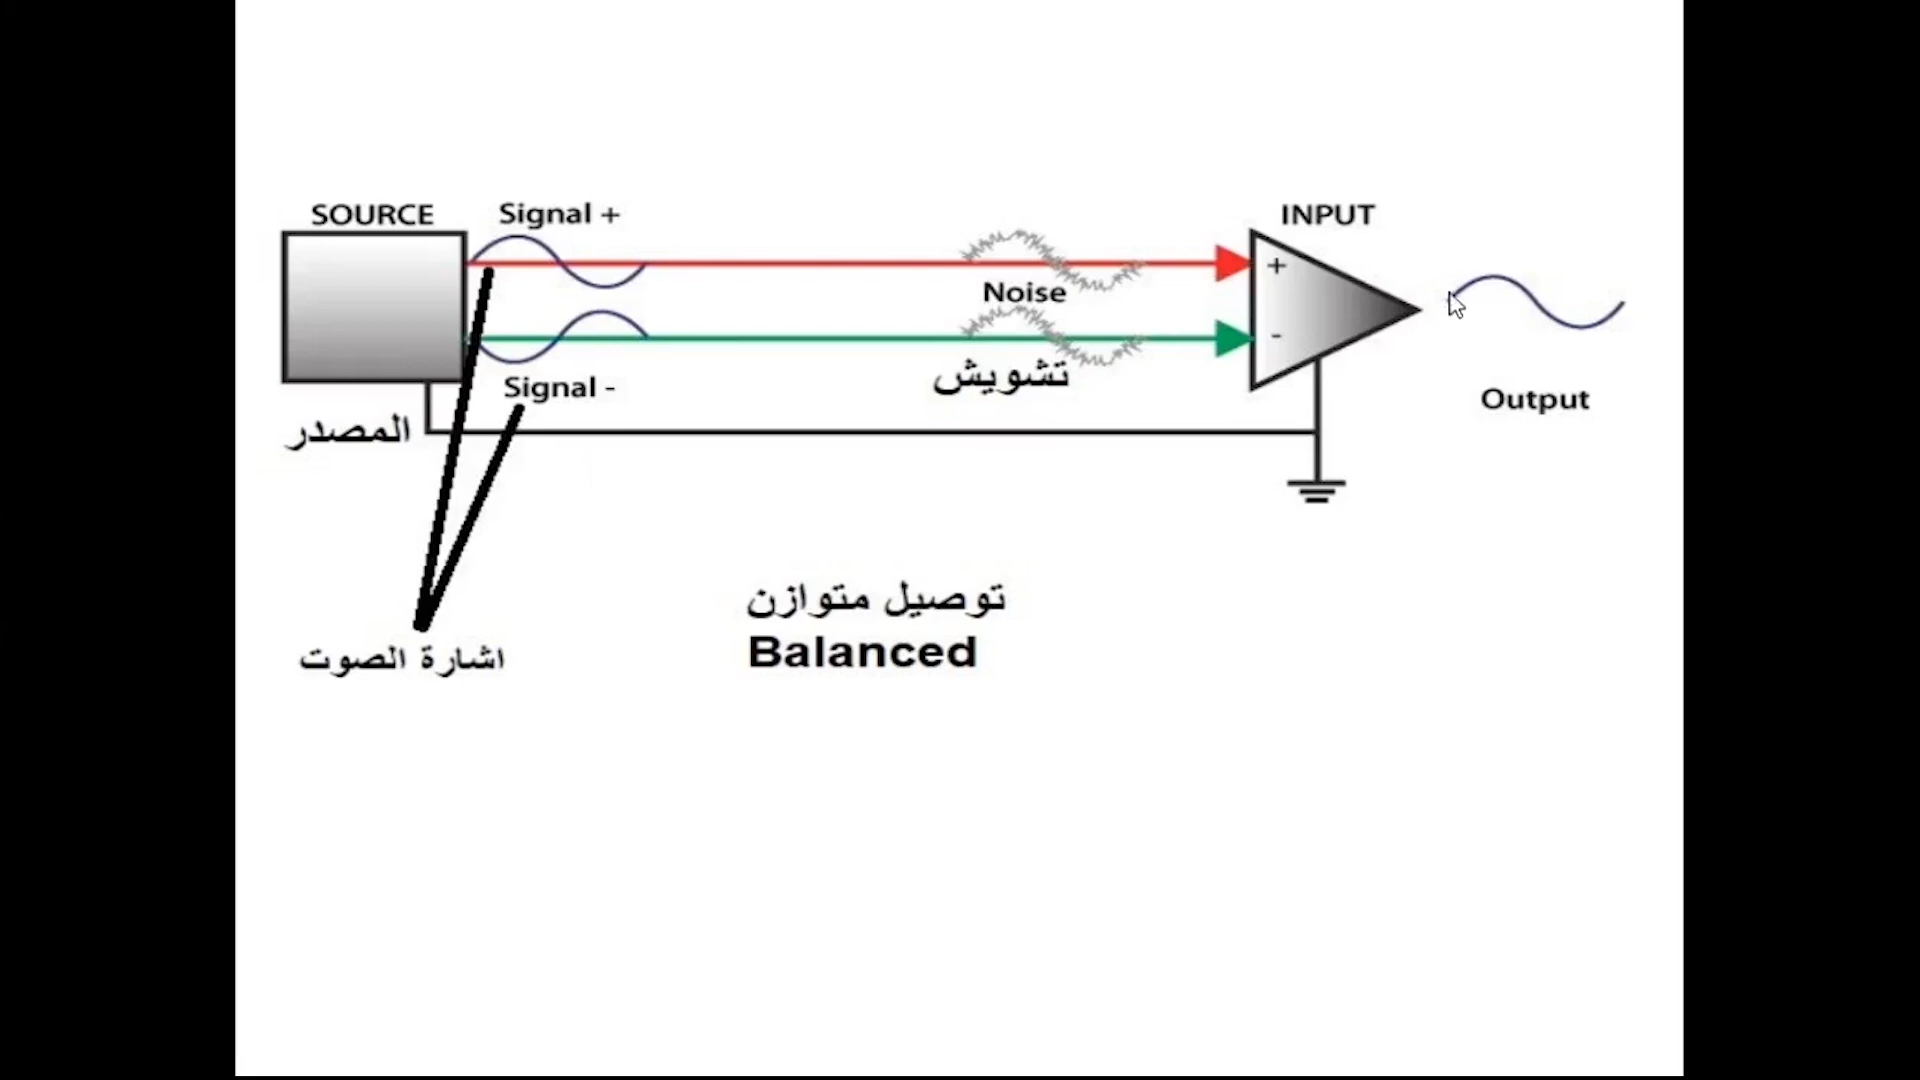 SOURCE
Signal +
INPUT
+
Noise
-
تشويش
Signal -
Output
المصدر
توصيل متوازن
Balanced
اشارة الصوت